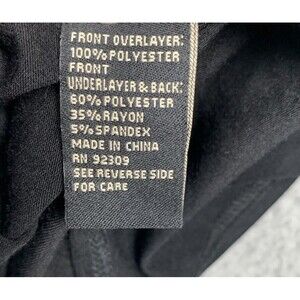 FRONT OVERLAYER:
100% POLYESTER
FRONT
UNDERLAYER & BACK:
60% POLYESTER
35% RAYON
5% SPANDEX
MADE IN CHINA
RN 92309
SEE REVERSE SIDE
FOR CARE